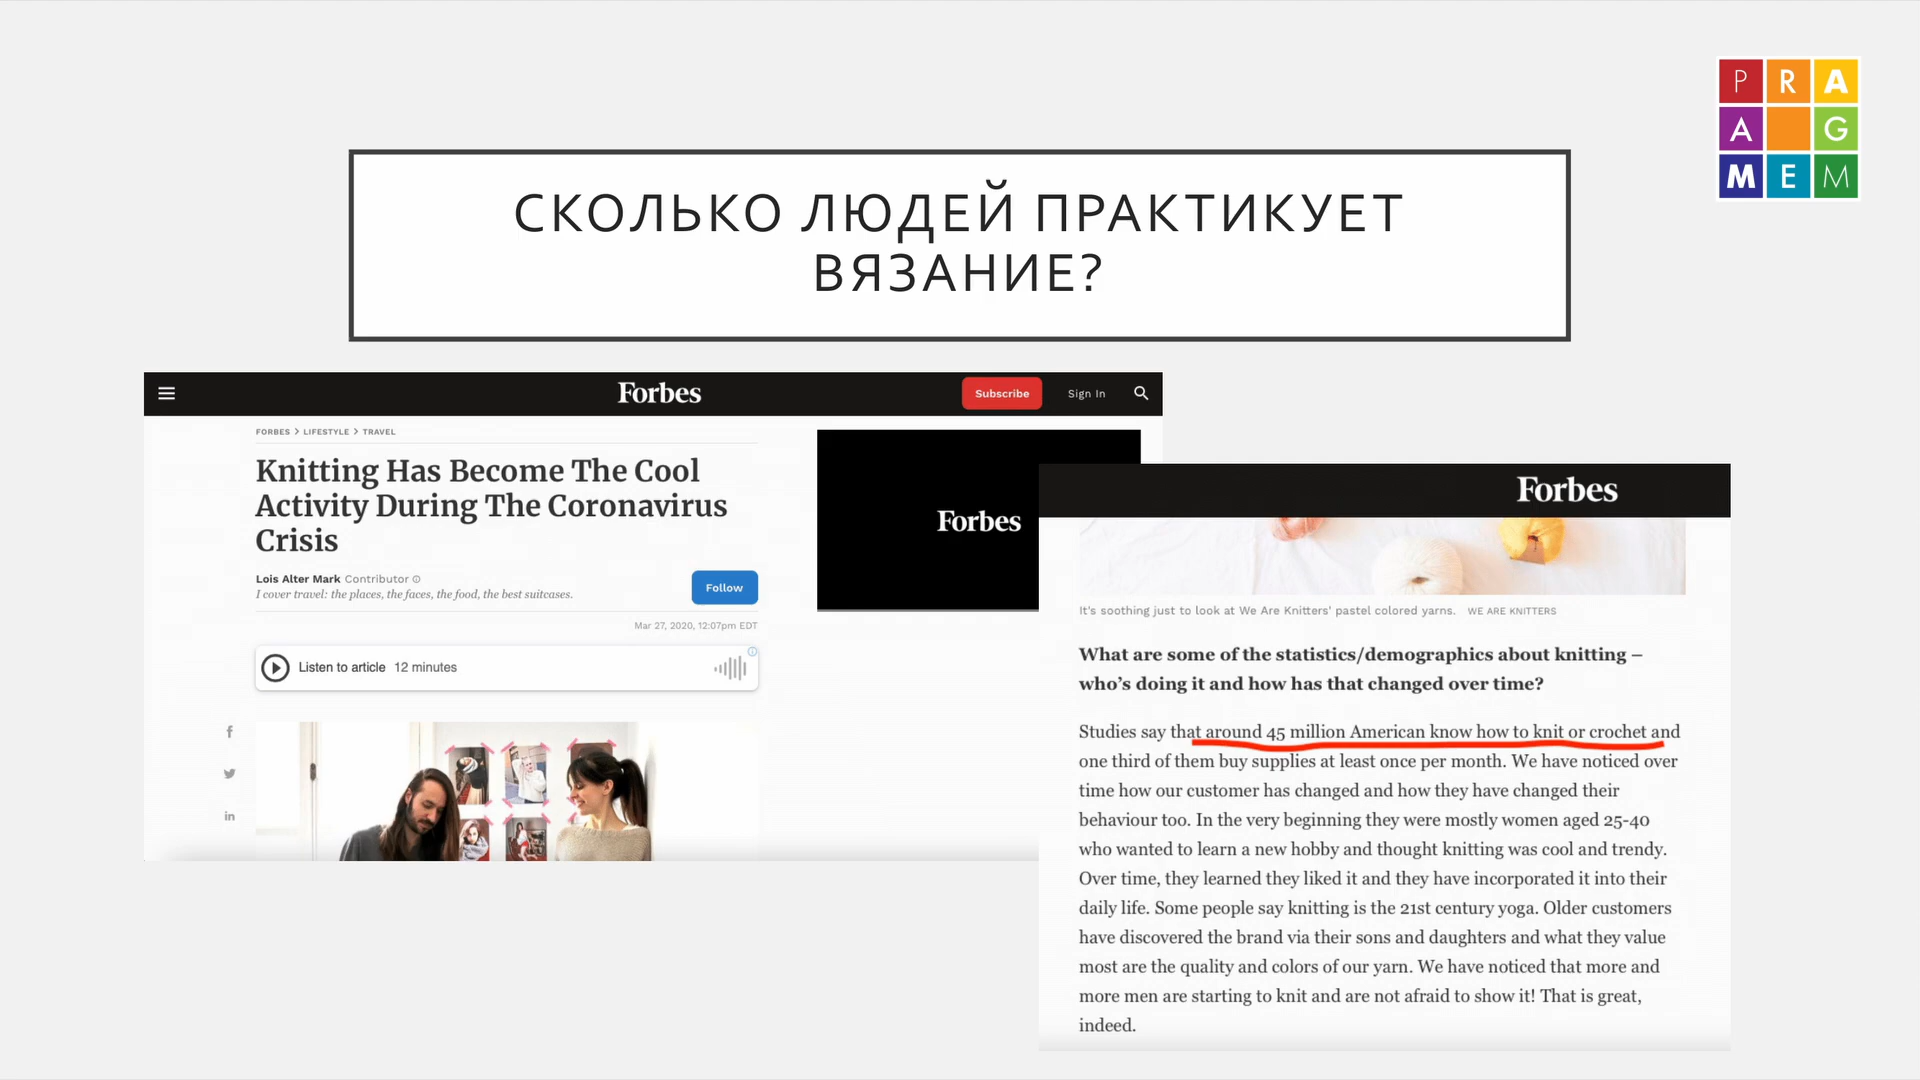 P R A
A G
M E M
СКОЛЬКО ЛЮДЕЙ ПРАКТИКУЕТ
ВЯЗАНИЕ?
Forbes
Subscribe
Sign In
FORBES > LIFESTYLE > TRAVEL
Knitting Has Become The Cool
Activity During The Coronavirus
Crisis
Lois Alter Mark Contributor
I cover travel: the places, the faces, the food, the best suitcases.
Follow
Mar 27, 2020, 12:07pm EDT
Listen to article 12 minutes
Forbes
Forbes
It's soothing just to look at We Are Knitters' pastel colored yarns. WE ARE KNITTERS
What are some of the statistics/demographics about knitting –
who's doing it and how has that changed over time?
Studies say that around 45 million American know how to knit or crochet and
one third of them buy supplies at least once per month. We have noticed over
time how our customer has changed and how they have changed their
behaviour too. In the very beginning they were mostly women aged 25-40
who wanted to learn a new hobby and thought knitting was cool and trendy.
Over time, they learned they liked it and they have incorporated it into their
daily life. Some people say knitting is the 21st century yoga. Older customers
have discovered the brand via their sons and daughters and what they value
most are the quality and colors of our yarn. We have noticed that more and
more men are starting to knit and are not afraid to show it! That is great,
indeed.